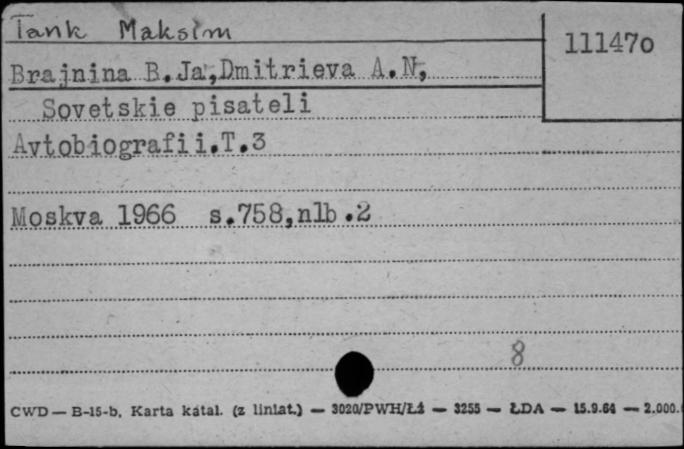 Tank Maksim
111470
Brajnina B.Ja,Dmitrieva A.N,
Sovetskie pisateli
Avtobiografii.T.3
Moskva 1966 s.758,nlb.2
8
CWD — B-15-b, Karta katal. (z liniat.) — 3020/PWH/Łż — 3255 — ŁDA — 15.9.64 — 2.000.